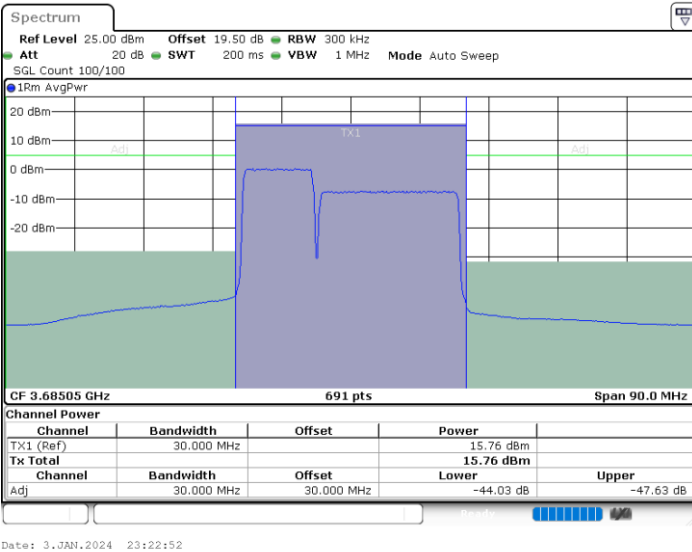 Spectrum
Ref Level 25.00 dBm Offset 19.50 dB RBW 300 kHz
Att 20 dB SWT 200 ms VBW 1 MHz Mode Auto Sweep
SGL Count 100/100
1Rm AvgPwr
20 dBm
TX1
10 dBm
Adj Adj
0 dBm
-10 dBm
-20 dBm
CF 3.68505 GHz 691 pts Span 90.0 MHz
Channel Power
Channel Bandwidth Offset Power
TX1 (Ref) 30.000 MHz 15.76 dBm
Tx Total 15.76 dBm
Channel Bandwidth Offset Lower Upper
Adj 30.000 MHz 30.000 MHz -44.03 dB -47.63 dB
Ready
Date: 3.JAN.2024 23:22:52